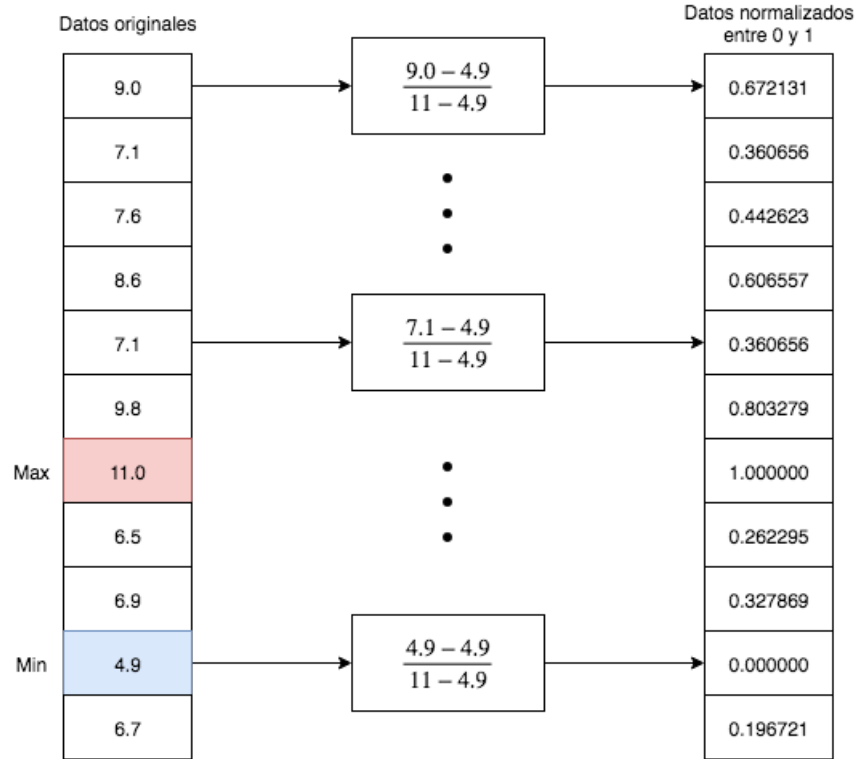 Datos originales
Datos normalizados
entre 0 y 1
9.0
9.0 – 4.9
11 – 4.9
0.672131
7.1
0.360656
7.6
0.442623
8.6
0.606557
7.1
7.1 – 4.9
11 – 4.9
0.360656
9.8
0.803279
Max
11.0
1.000000
6.5
0.262295
6.9
0.327869
Min
4.9
4.9 – 4.9
11 – 4.9
0.000000
6.7
0.196721